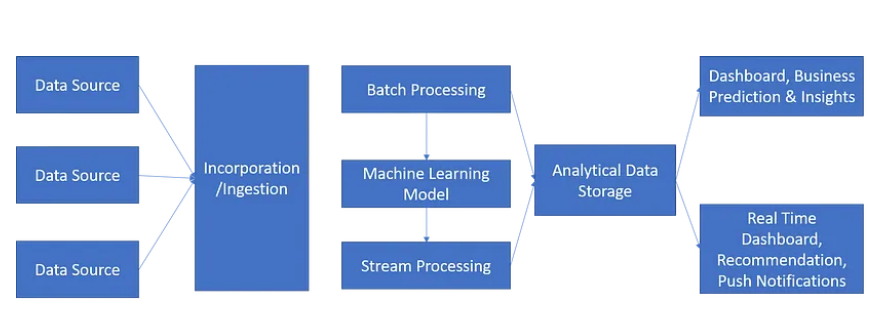 Data Source
Data Source
Data Source
Incorporation
/Ingestion
Batch Processing
Machine Learning
Model
Stream Processing
Analytical Data
Storage
Dashboard, Business
Prediction & Insights
Real Time
Dashboard,
Recommendation,
Push Notifications